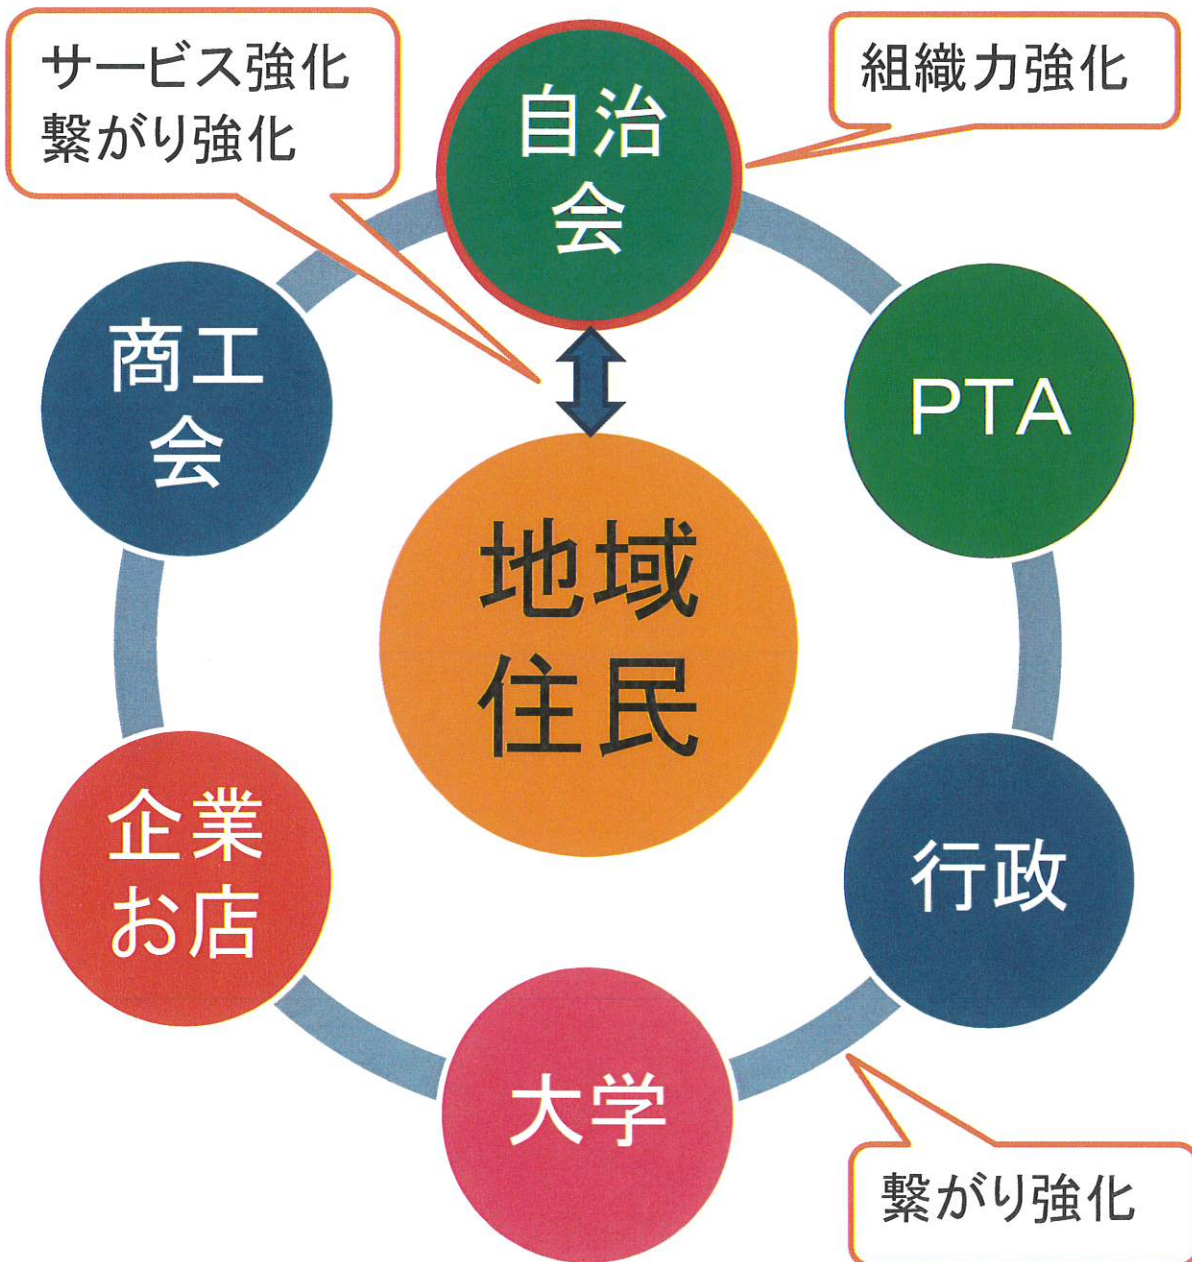 サービス強化
繋がり強化
組織力強化
自治
会
商工
会
PTA
地域
住民
企業
お店
行政
大学
繋がり強化